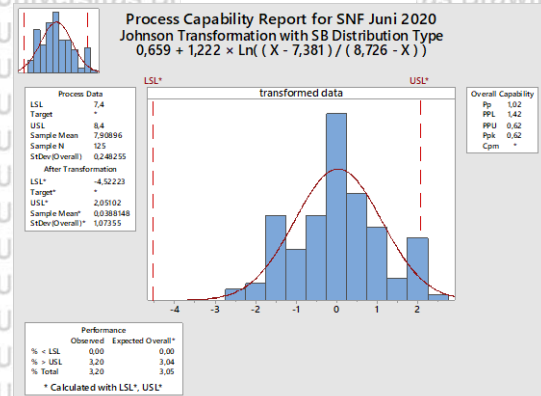 Process Capability Report for SNF Juni 2020
Johnson Transformation with SB Distribution Type
0,659 + 1,222 × Ln( ( X - 7,381 ) / ( 8,726 - X ) )
LSL* USL*
transformed data
Process Data
LSL 7,4
Target *
USL 8,4
Sample Mean 7,90896
Sample N 125
StDev(Overall) 0,248255
After Transformation
LSL* -4,52223
Target* *
USL* 2,05102
Sample Mean* 0,0388148
StDev(Overall)* 1,07355
Overall Capability
Pp 1,02
PPL 1,42
PPU 0,62
Ppk 0,62
Cpm *
-4 -3 -2 -1 0 1 2
Performance
Observed Expected Overall*
% < LSL 0,00 0,00
% > USL 3,20 3,04
% Total 3,20 3,05
* Calculated with LSL*, USL*